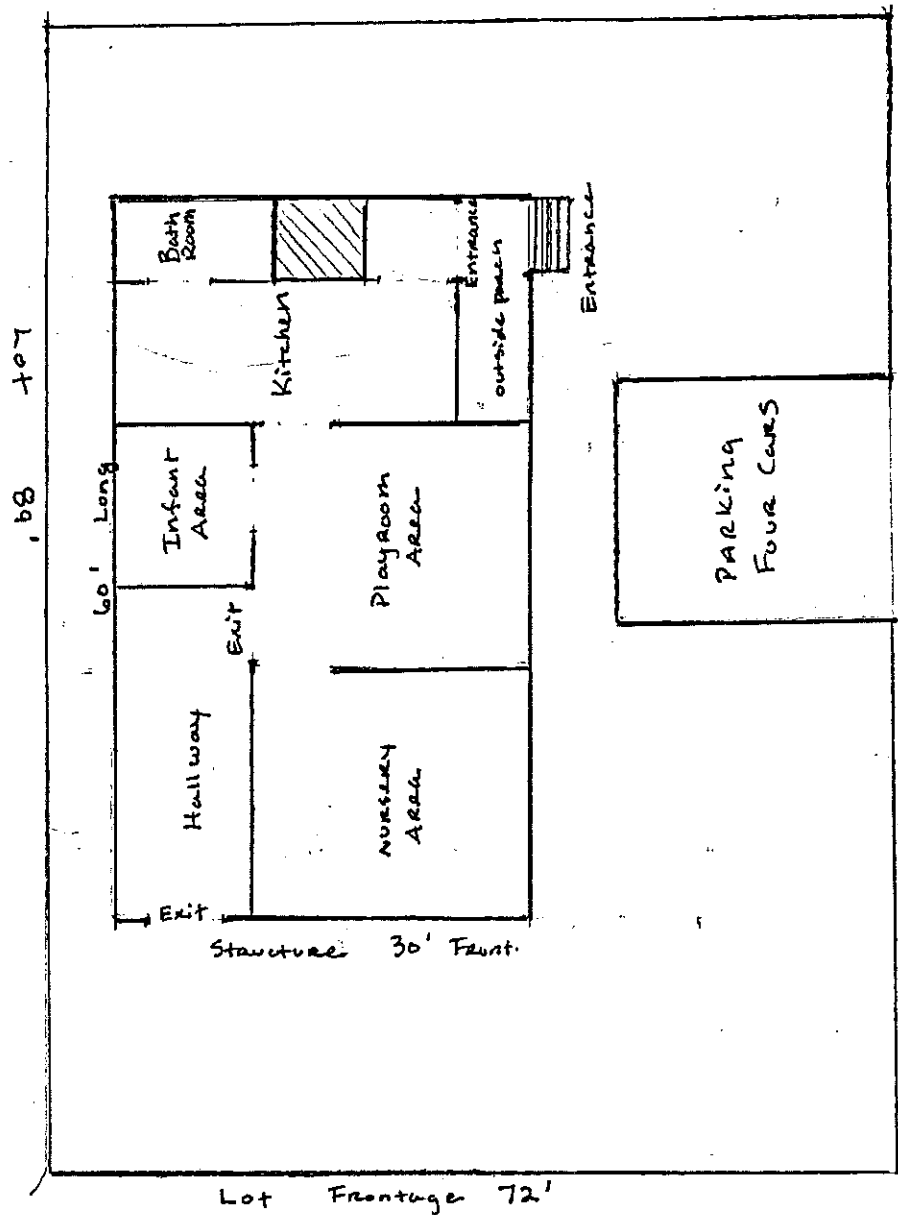 Bath
Room
Entrance
outside porch
Entrance
Kitchen
Lot 89'
60' Long
Infant
Area
Playroom
Area
PARKING
Four Cars
Exit
Hallway
Nursery
Area
Exit
Structure 30' Front.
Lot Frontage 72'